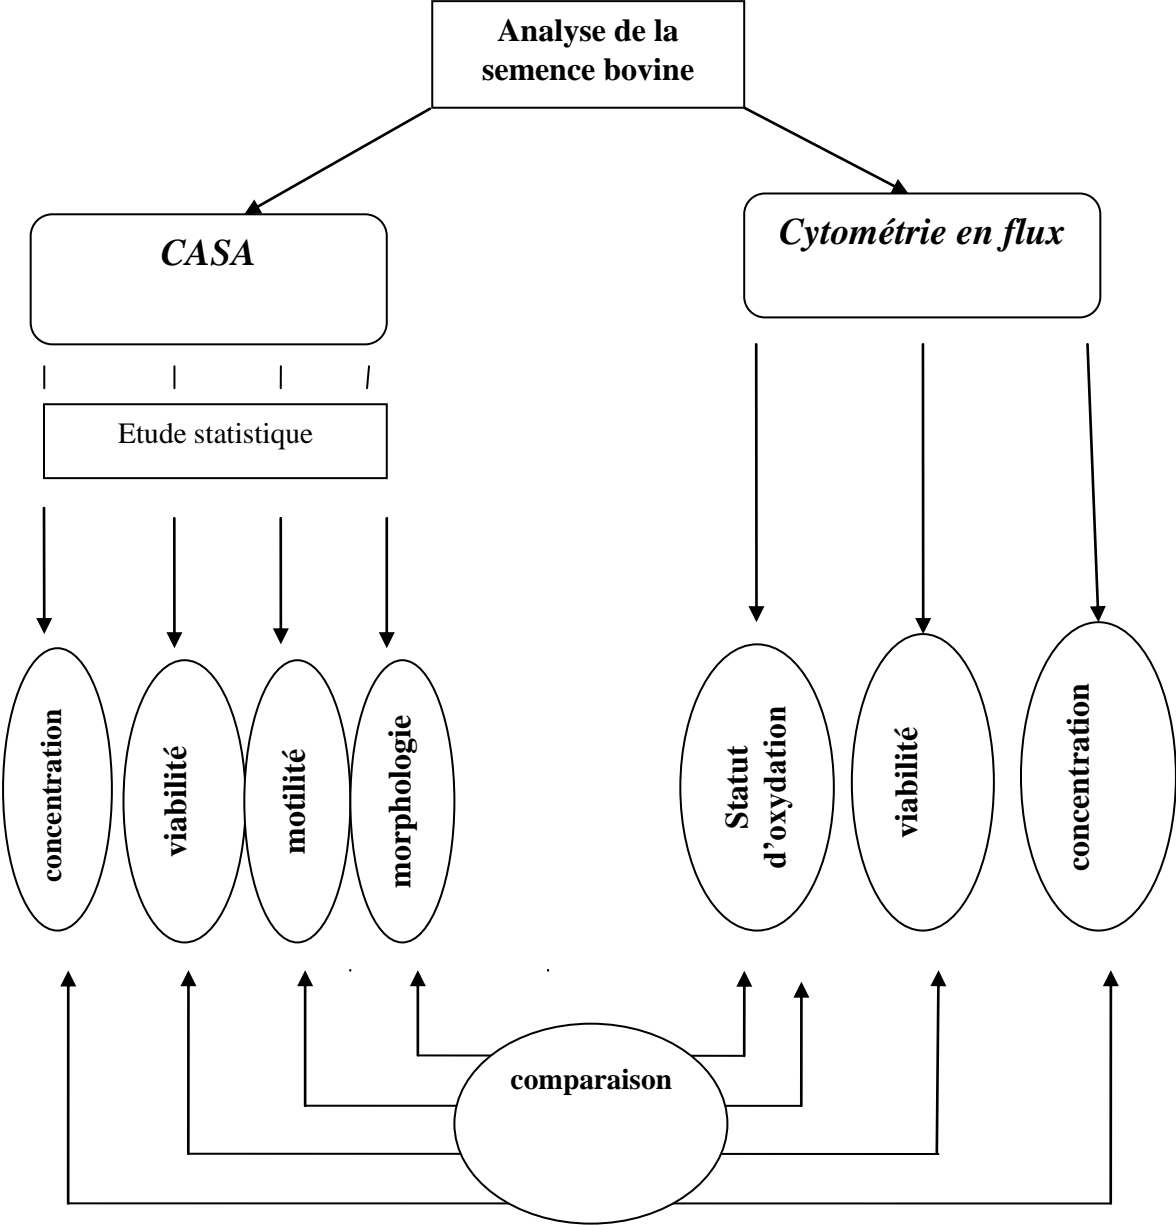 Analyse de la
semence bovine
CASA
Cytométrie en flux
Etude statistique
concentration
viabilité
motilité
morphologie
Statut
d’oxydation
viabilité
concentration
comparaison